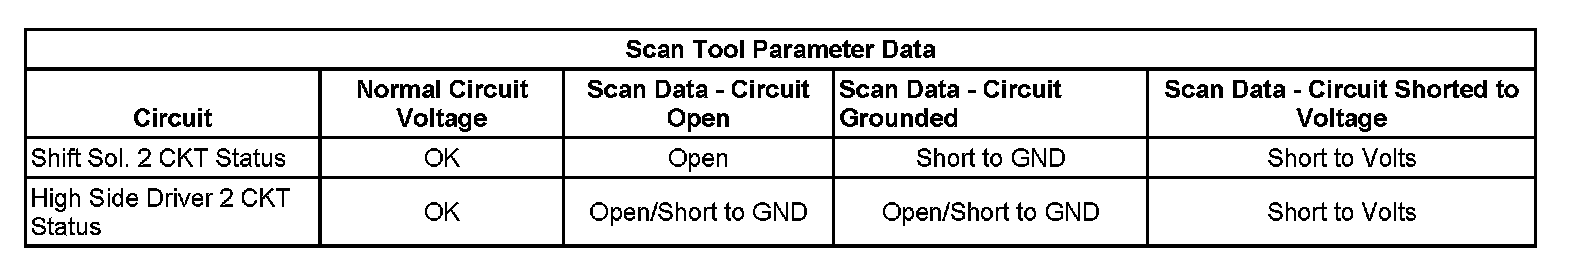 Scan Tool Parameter Data
Circuit
Normal Circuit
Voltage
Scan Data - Circuit
Open
Scan Data - Circuit
Grounded
Scan Data - Circuit Shorted to
Voltage
Shift Sol. 2 CKT Status
OK
Open
Short to GND
Short to Volts
High Side Driver 2 CKT
Status
OK
Open/Short to GND
Open/Short to GND
Short to Volts